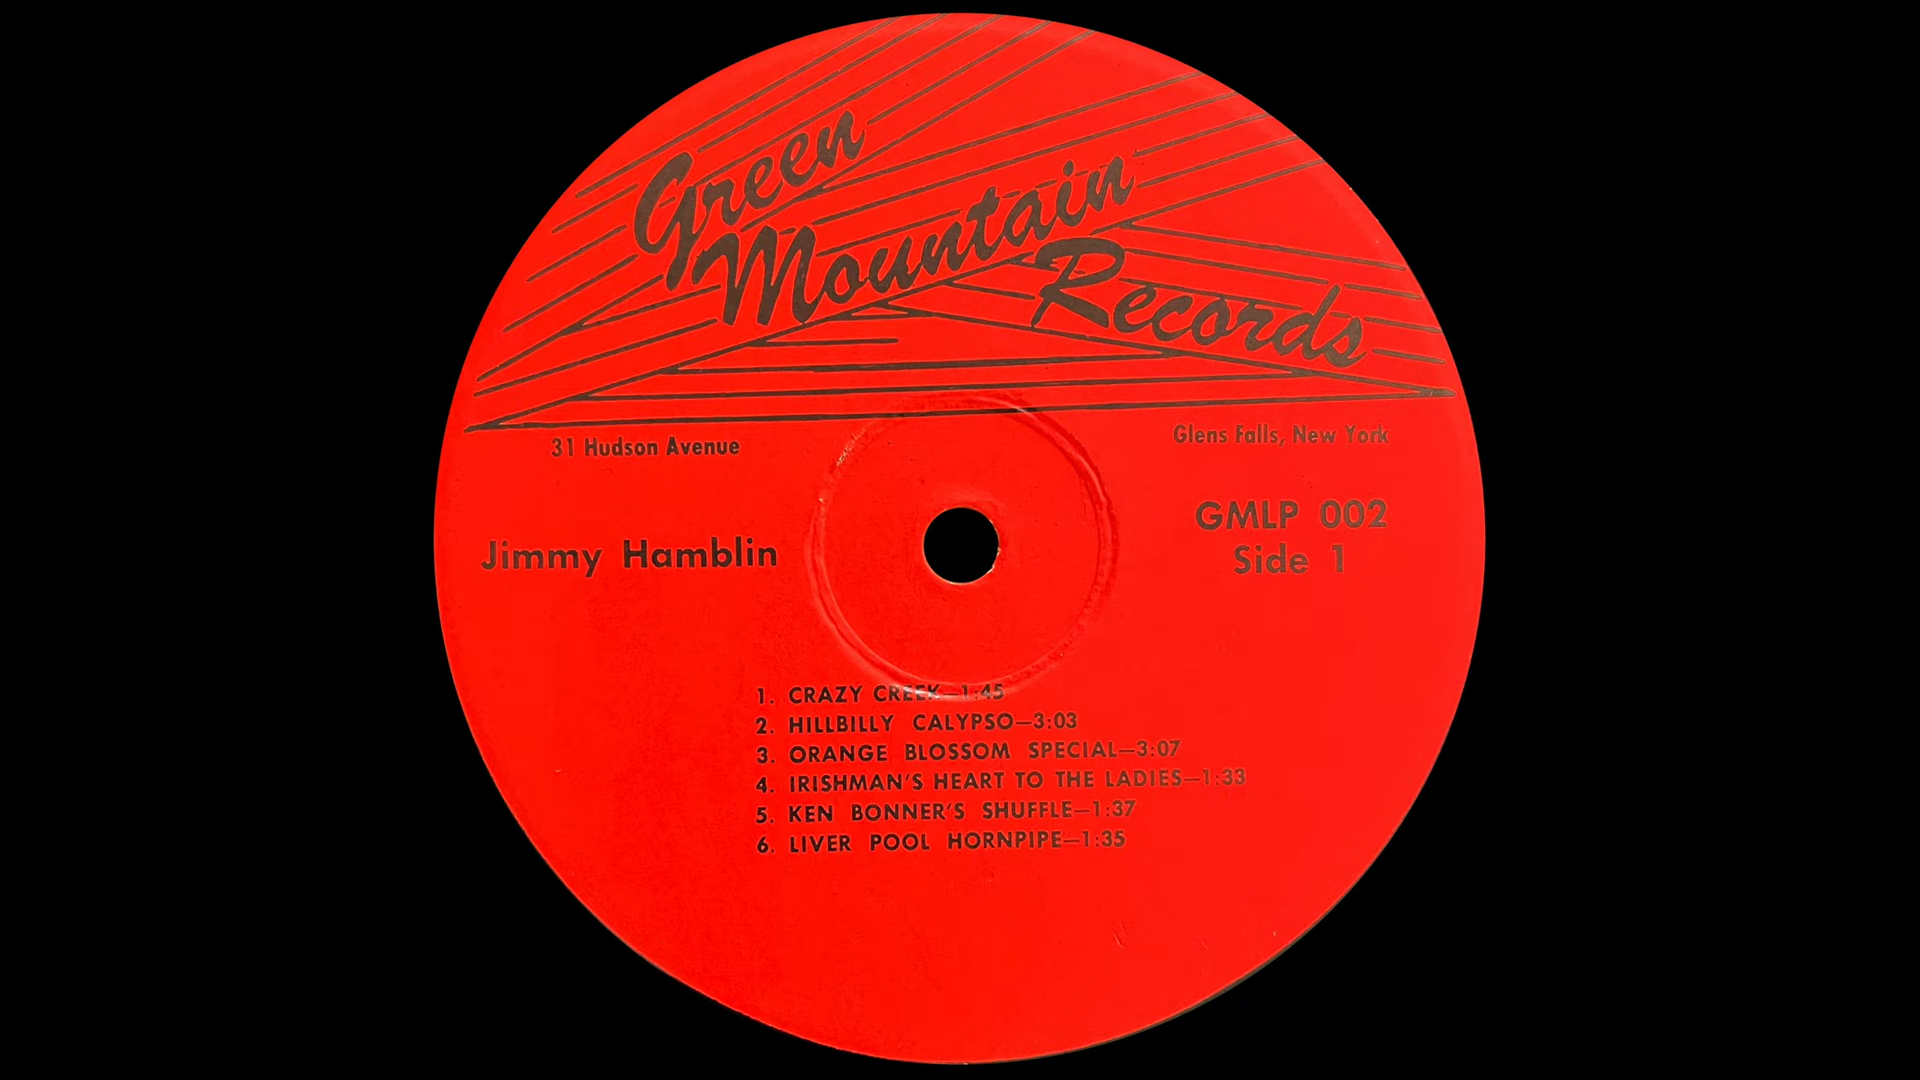 Green
Mountain
Records
31 Hudson Avenue
Glens Falls, New York
Jimmy Hamblin
GMLP 002
Side 1
1. CRAZY CREEK—1:45
2. HILLBILLY CALYPSO—3:03
3. ORANGE BLOSSOM SPECIAL—3:07
4. IRISHMAN'S HEART TO THE LADIES—1:33
5. KEN BONNER'S SHUFFLE—1:37
6. LIVER POOL HORNPIPE—1:35